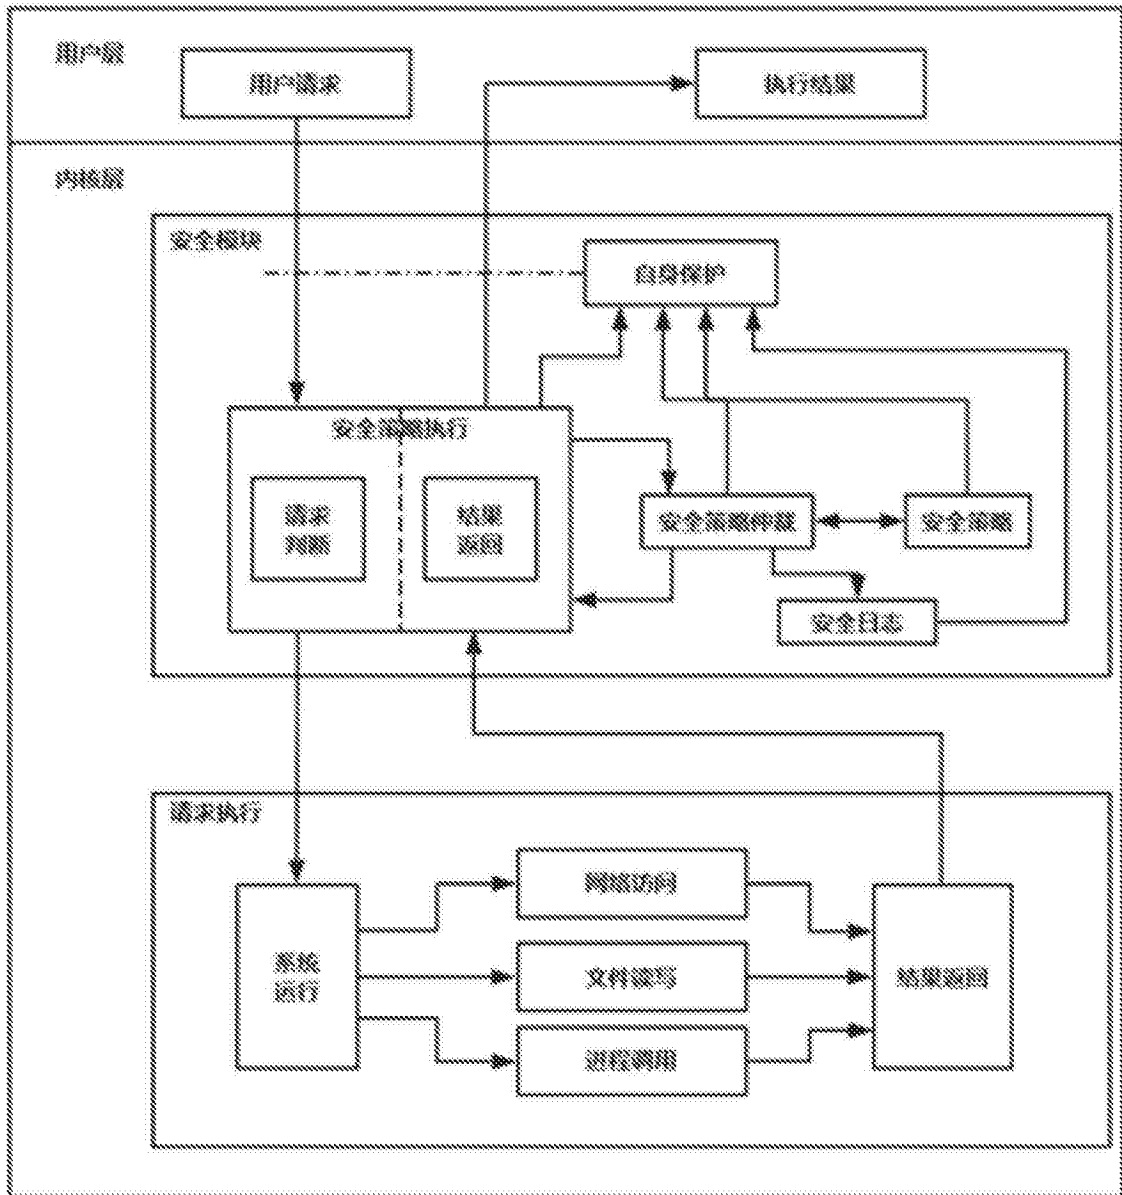 用户层
用户请求
执行结果
内核层
安全模块
自身保护
安全策略执行
请求
判断
结果
返回
安全策略仲裁
安全策略
安全日志
请求执行
系统
运行
网络访问
文件读写
进程调用
结果返回